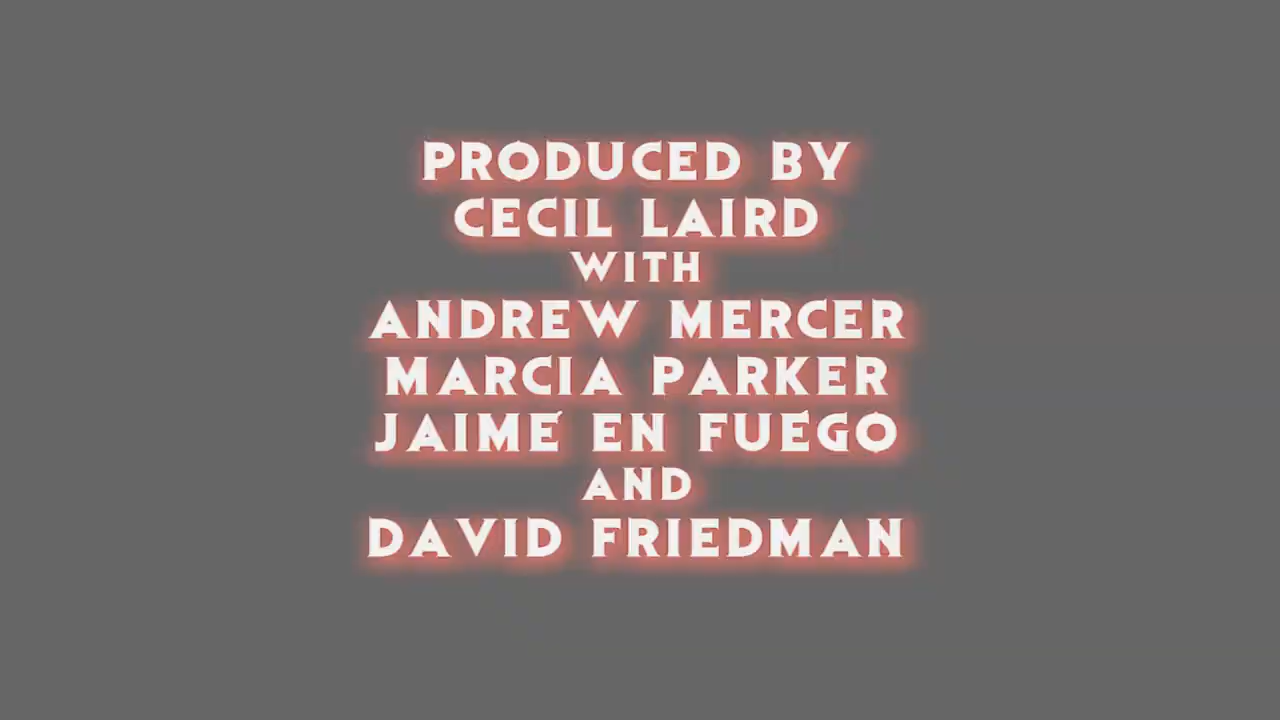 PRODUCED BY
CECIL LAIRD
WITH
ANDREW MERCER
MARCIA PARKER
JAIME EN FUEGO
AND
DAVID FRIEDMAN